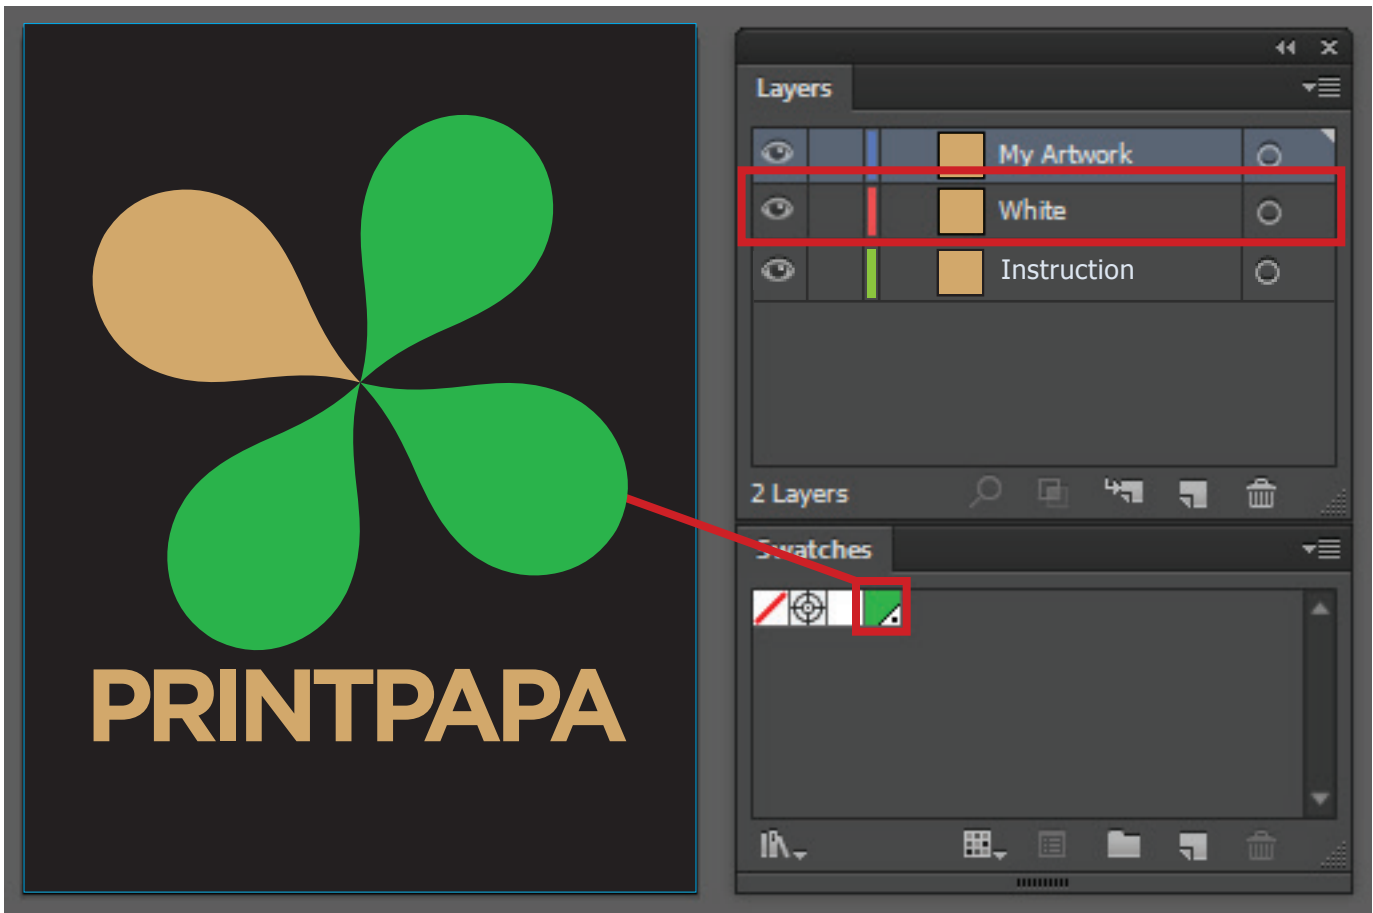 PRINTPAPA
Layers
My Artwork
White
Instruction
2 Layers
Swatches